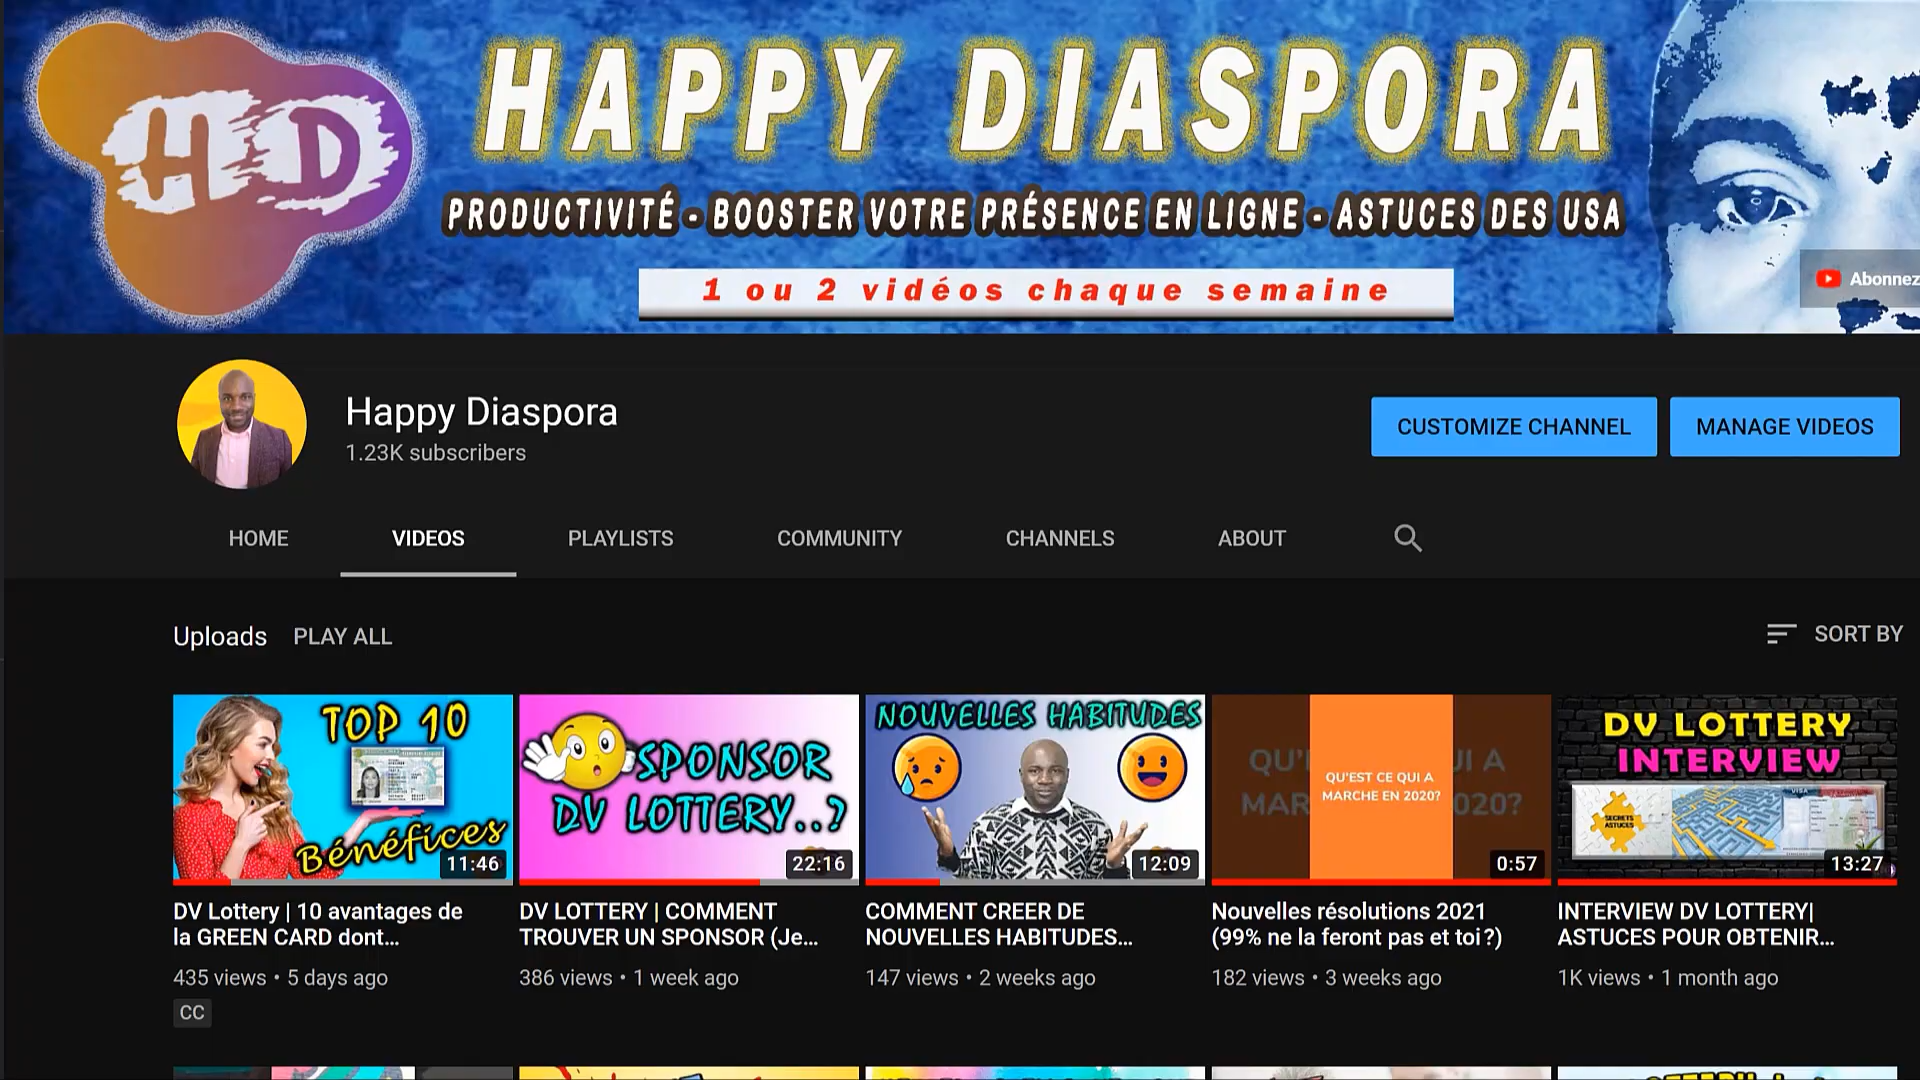 HD
HAPPY DIASPORA
PRODUCTIVITÉ - BOOSTER VOTRE PRÉSENCE EN LIGNE - ASTUCES DES USA
1 ou 2 vidéos chaque semaine
Abonnez
Happy Diaspora
1.23K subscribers
CUSTOMIZE CHANNEL
MANAGE VIDEOS
HOME
VIDEOS
PLAYLISTS
COMMUNITY
CHANNELS
ABOUT
Uploads
PLAY ALL
SORT BY
TOP 10
Bénéfices
11:46
DV Lottery | 10 avantages de
la GREEN CARD dont...
435 views • 5 days ago
CC
SPONSOR
DV LOTTERY..?
22:16
DV LOTTERY | COMMENT
TROUVER UN SPONSOR (Je...
386 views • 1 week ago
NOUVELLES HABITUDES
12:09
COMMENT CREER DE
NOUVELLES HABITUDES...
147 views • 2 weeks ago
QU'EST CE QUI A
MARCHE EN 2020?
0:57
Nouvelles résolutions 2021
(99% ne la feront pas et toi ?)
182 views • 3 weeks ago
DV LOTTERY
INTERVIEW
SECRETS
ASTUCES
VISA
13:27
INTERVIEW DV LOTTERY|
ASTUCES POUR OBTENIR...
1K views • 1 month ago